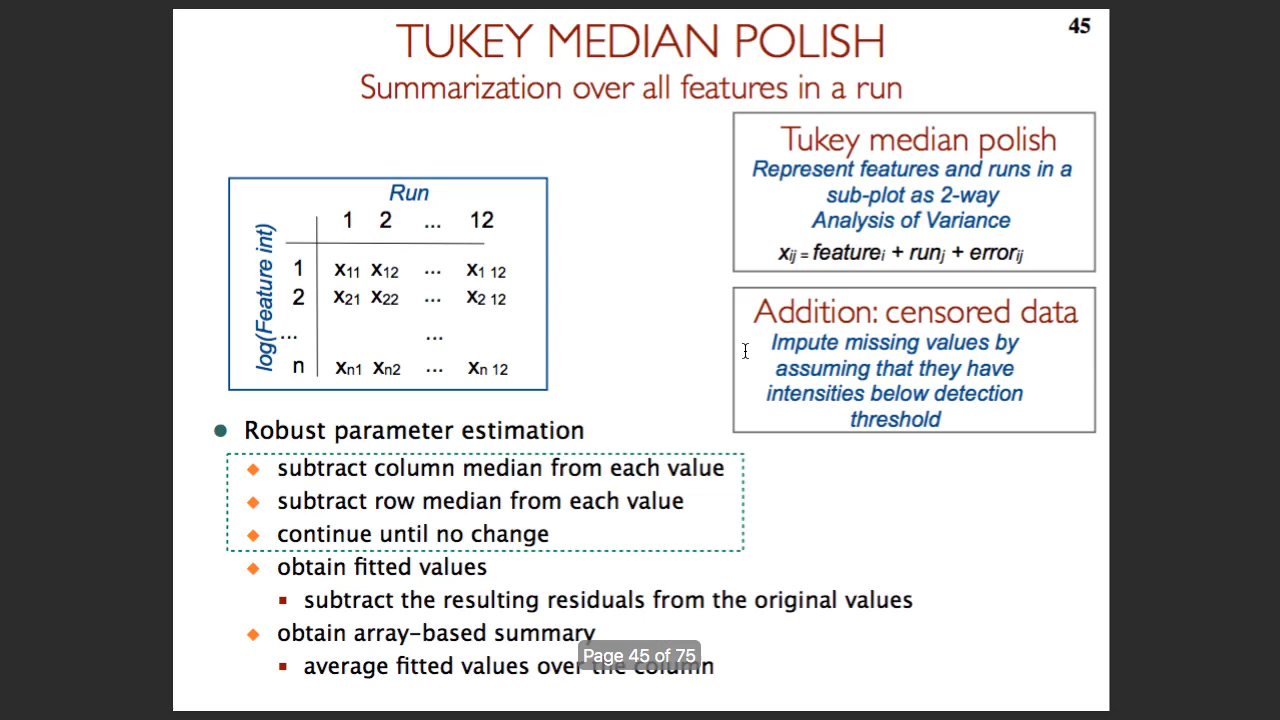 45
TUKEY MEDIAN POLISH
Summarization over all features in a run
Run
1 2 ... 12
log(Feature int)
1 x11 x12 ... x1 12
2 x21 x22 ... x2 12
... ...
n xn1 xn2 ... xn 12
Tukey median polish
Represent features and runs in a
sub-plot as 2-way
Analysis of Variance
xij = featurei + runj + errorij
Addition: censored data
Impute missing values by
assuming that they have
intensities below detection
threshold
Robust parameter estimation
subtract column median from each value
subtract row median from each value
continue until no change
obtain fitted values
subtract the resulting residuals from the original values
obtain array-based summary
average fitted values over the column
Page 45 of 75